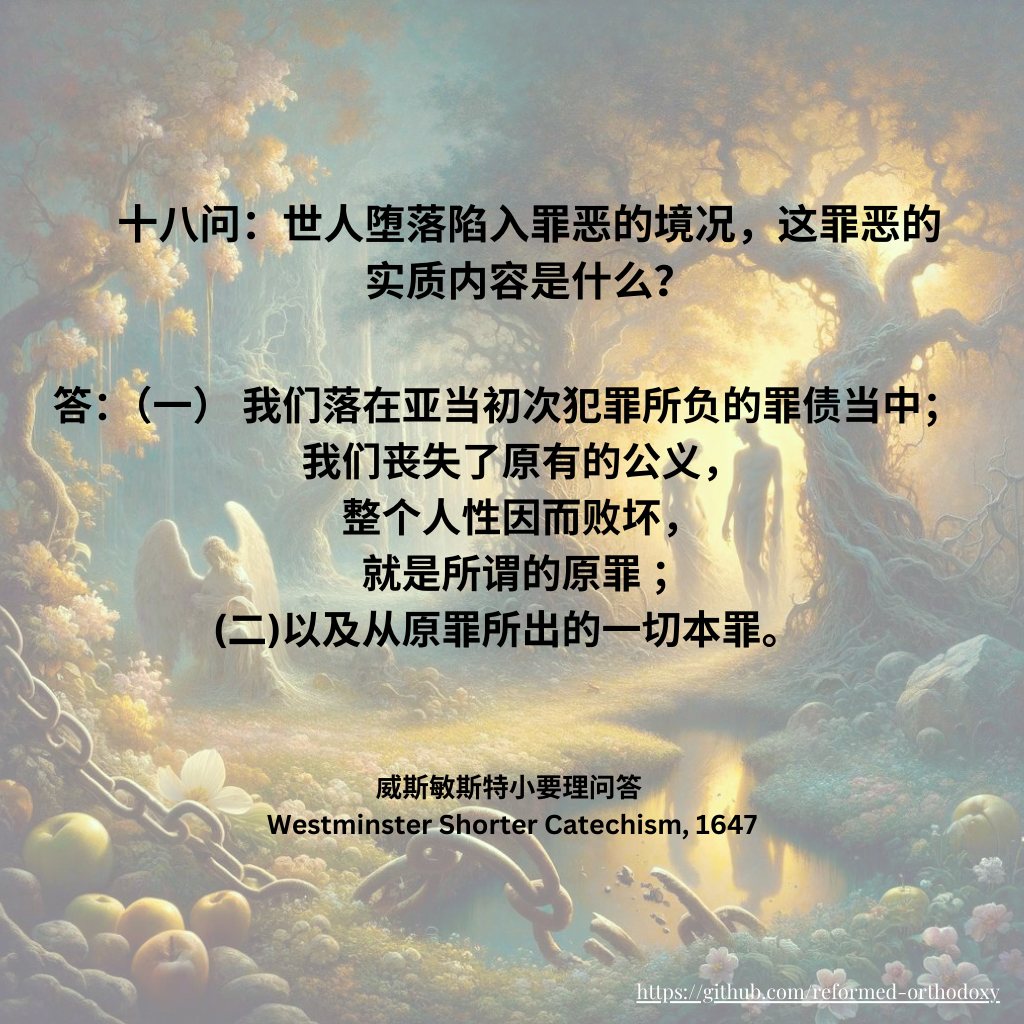 十八问：世人堕落陷入罪恶的境况，这罪恶的
实质内容是什么？
答：（一） 我们落在亚当初次犯罪所负的罪债当中；
我们丧失了原有的公义，
整个人性因而败坏，
就是所谓的原罪 ；
(二)以及从原罪所出的一切本罪。
威斯敏斯特小要理问答
Westminster Shorter Catechism, 1647
https://github.com/reformed-orthodoxy